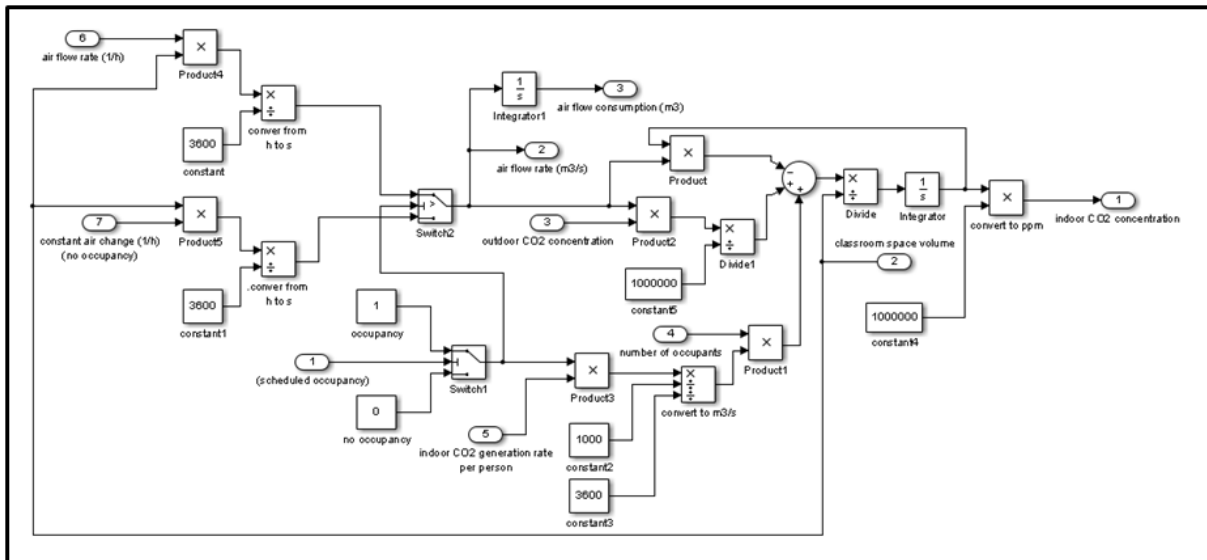 6
air flow rate (1/h)
×
Product4
×
÷
conver from
h to s
3600
constant
7
constant air change (1/h)
(no occupancy)
×
Product5
×
÷
.conver from
h to s
3600
constant1
1
s
Integrator1
3
air flow consumption (m3)
2
air flow rate (m3/s)
>
Switch2
3
outdoor CO2 concentration
×
Product
×
Product2
×
÷
Divide1
1000000
constant5
−
+
+
×
÷
Divide
1
s
Integrator
×
convert to ppm
1
indoor CO2 concentration
classroom space volume
2
1000000
constant4
1
occupancy
1
(scheduled occupancy)
0
no occupancy
Switch1
×
Product3
5
indoor CO2 generation rate
per person
4
number of occupants
×
Product1
×
÷
÷
convert to m3/s
1000
constant2
3600
constant3